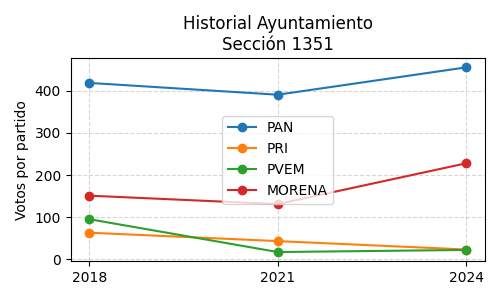 Historial Ayuntamiento
Sección 1351
Votos por partido
400
300
200
100
0
PAN
PRI
PVEM
MORENA
2018
2021
2024